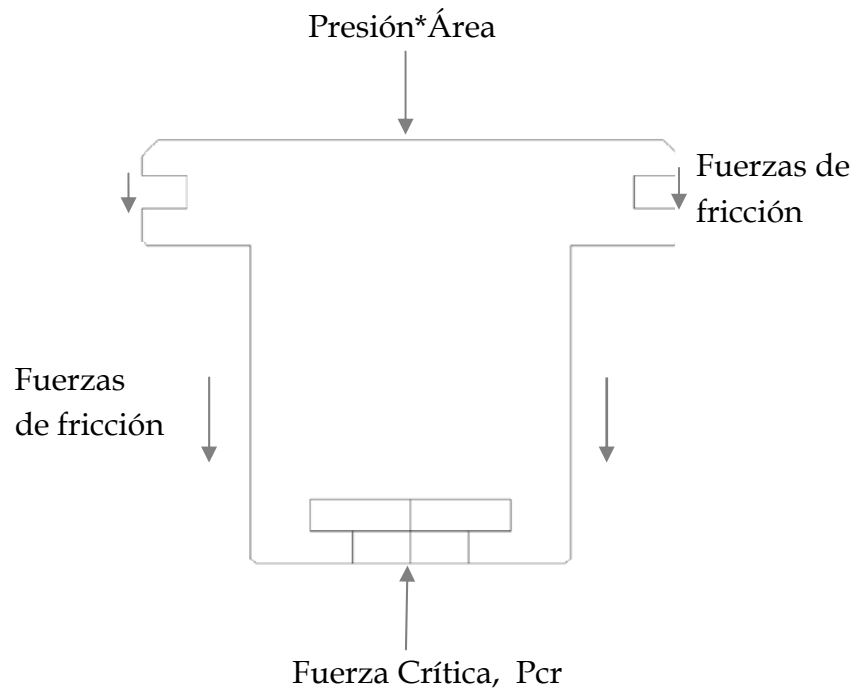 Presión*Área
Fuerzas de
fricción
Fuerzas
de fricción
Fuerza Crítica, Pcr